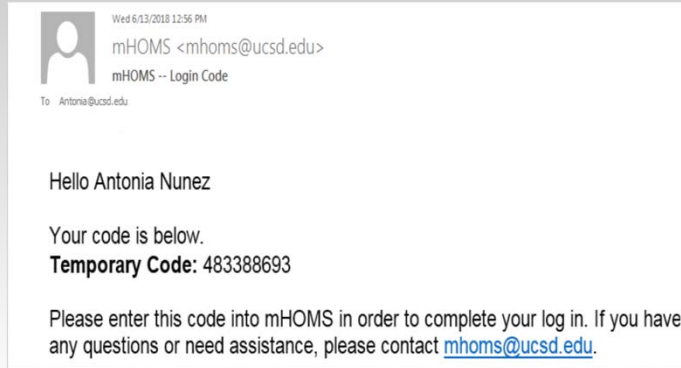 Wed 6/13/2018 12:56 PM
mHOMS <mhoms@ucsd.edu>
mHOMS -- Login Code
To Antonia@ucsd.edu
Hello Antonia Nunez
Your code is below.
Temporary Code: 483388693
Please enter this code into mHOMS in order to complete your log in. If you have
any questions or need assistance, please contact mhoms@ucsd.edu.